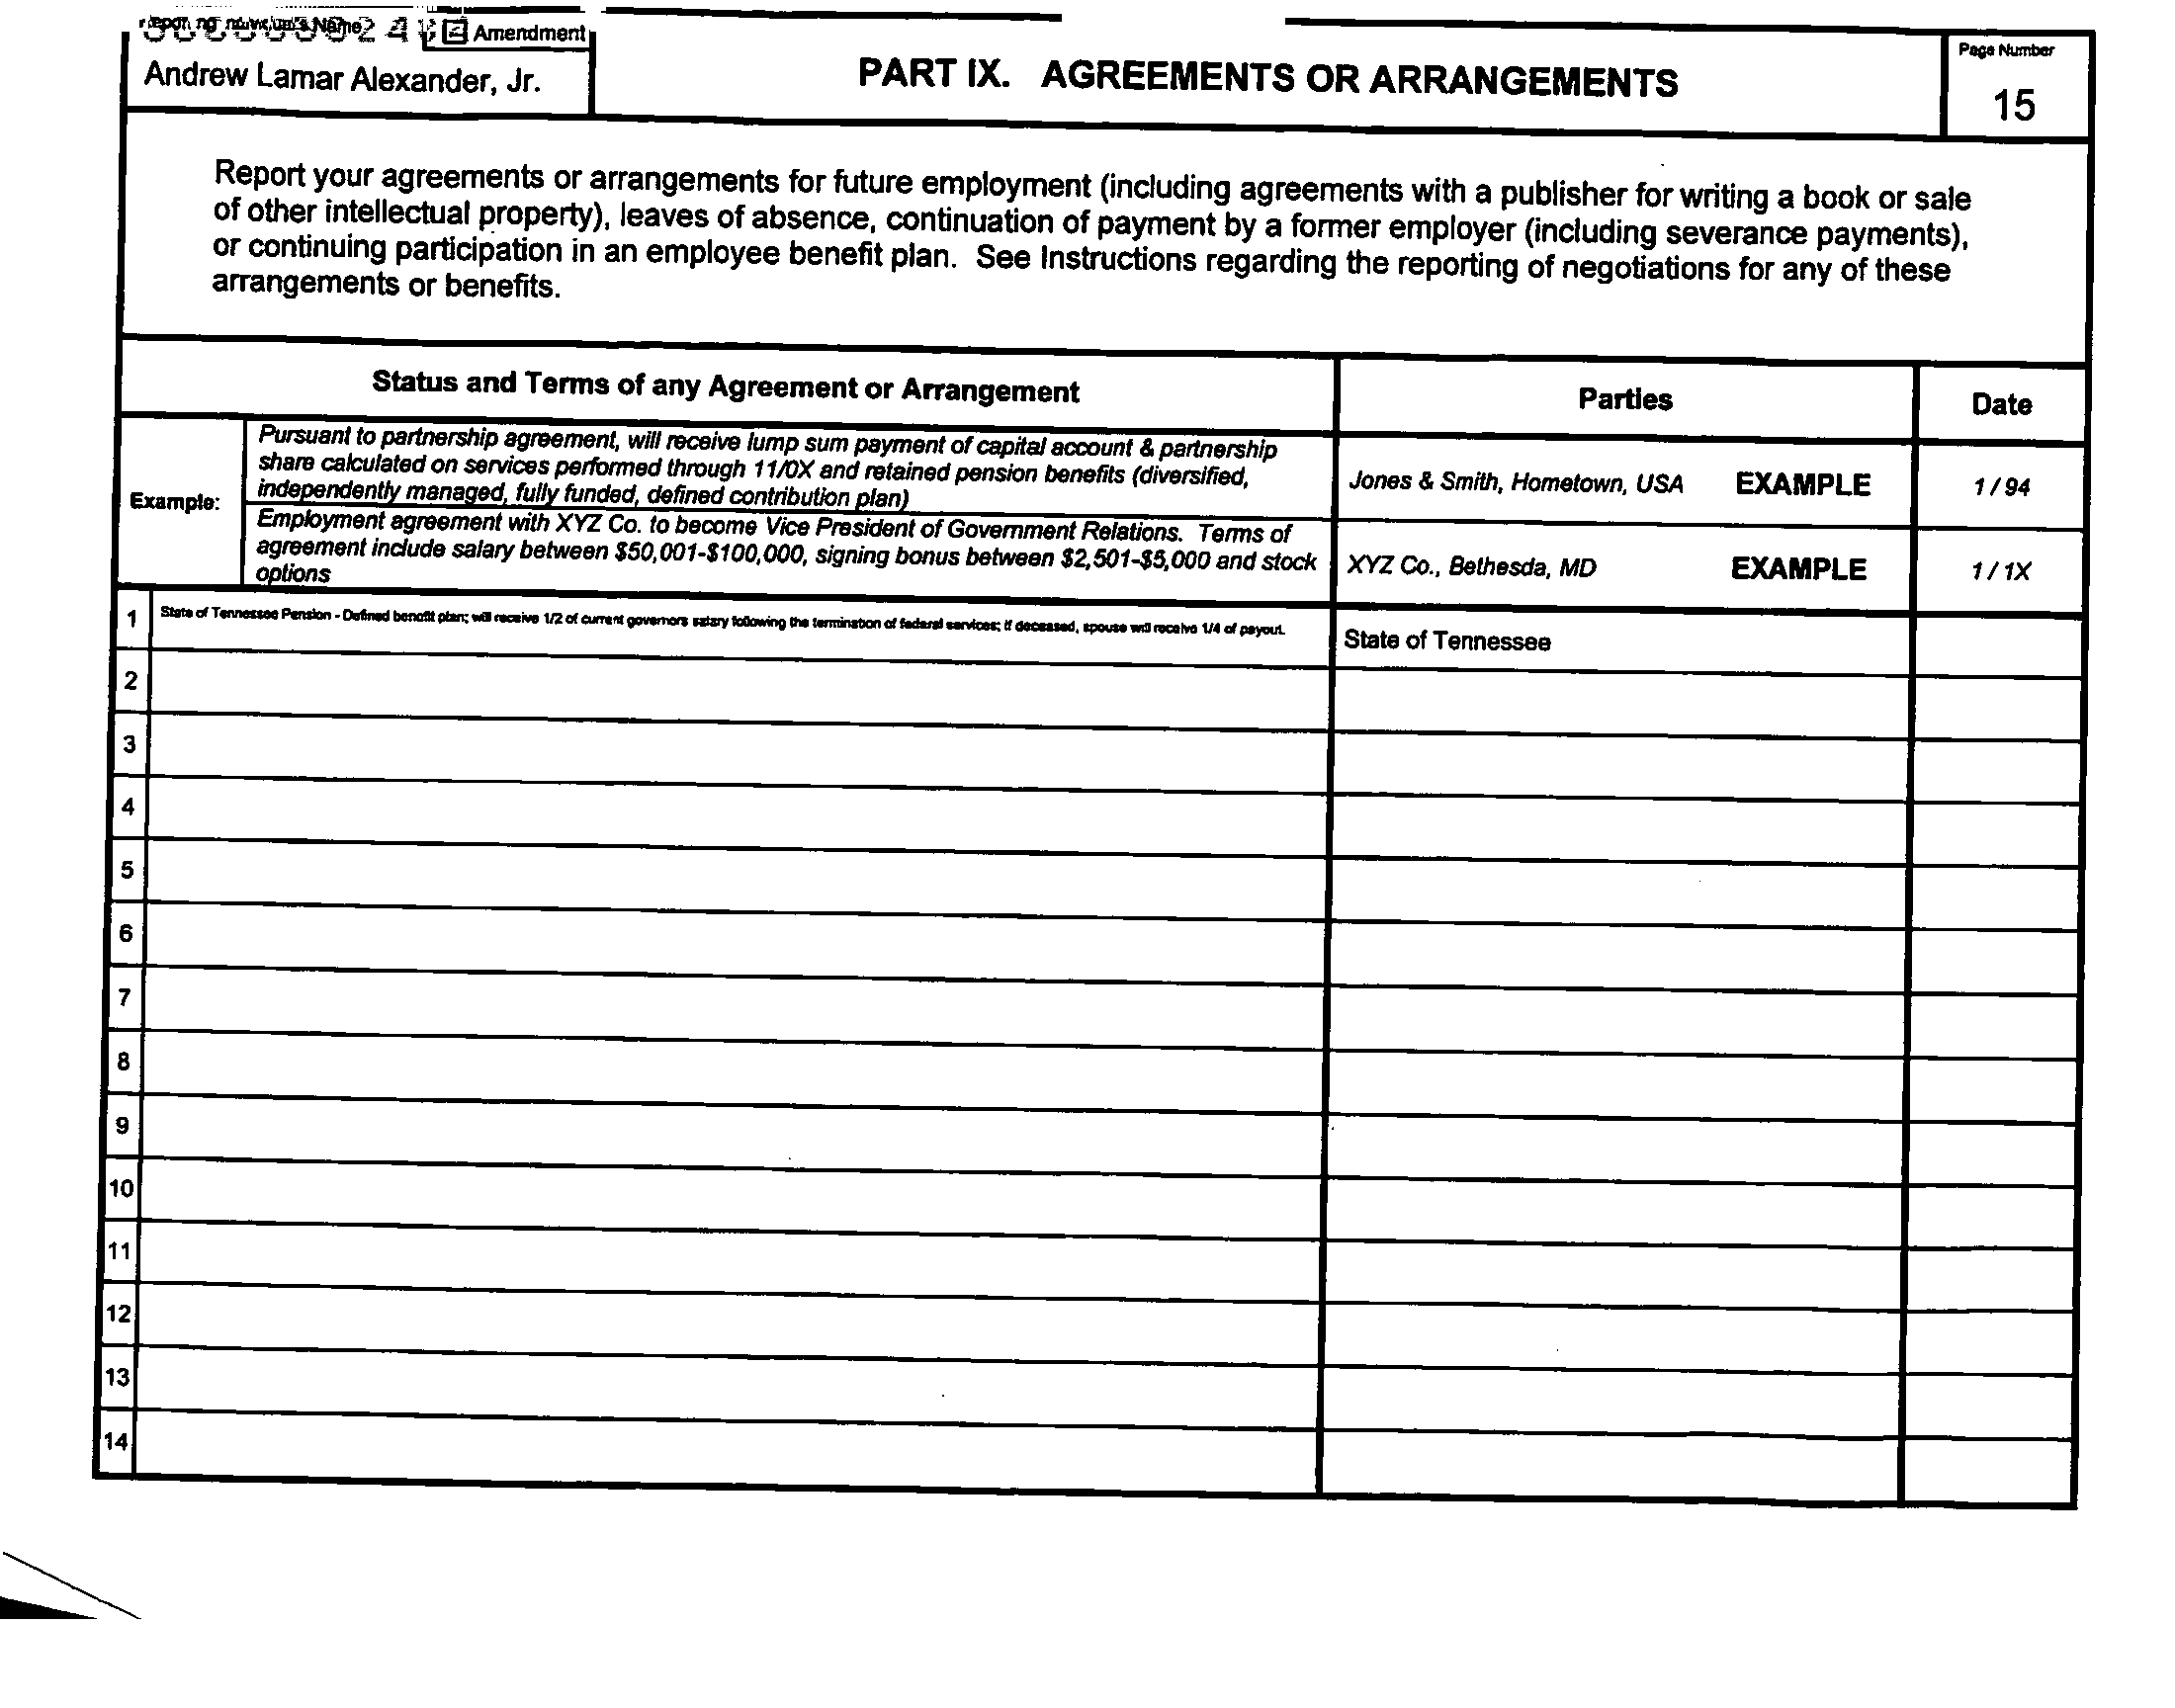 Name
Amendment
Andrew Lamar Alexander, Jr.
PART IX. AGREEMENTS OR ARRANGEMENTS
Page Number
15
Report your agreements or arrangements for future employment (including agreements with a publisher for writing a book or sale
of other intellectual property), leaves of absence, continuation of payment by a former employer (including severance payments),
or continuing participation in an employee benefit plan. See Instructions regarding the reporting of negotiations for any of these
arrangements or benefits.
Status and Terms of any Agreement or Arrangement
Parties
Date
Example:
Pursuant to partnership agreement, will receive lump sum payment of capital account & partnership
share calculated on services performed through 11/0X and retained pension benefits (diversified,
independently managed, fully funded, defined contribution plan)
Jones & Smith, Hometown, USA EXAMPLE
1 / 94
Employment agreement with XYZ Co. to become Vice President of Government Relations. Terms of
agreement include salary between $50,001-$100,000, signing bonus between $2,501-$5,000 and stock
options
XYZ Co., Bethesda, MD EXAMPLE
1 / 1X
1 State of Tennessee Pension - Defined benefit plan; will receive 1/2 of current governors salary following the termination of federal services; if deceased, spouse will receive 1/4 of payout.
State of Tennessee
2
3
4
5
6
7
8
9
10
11
12
13
14